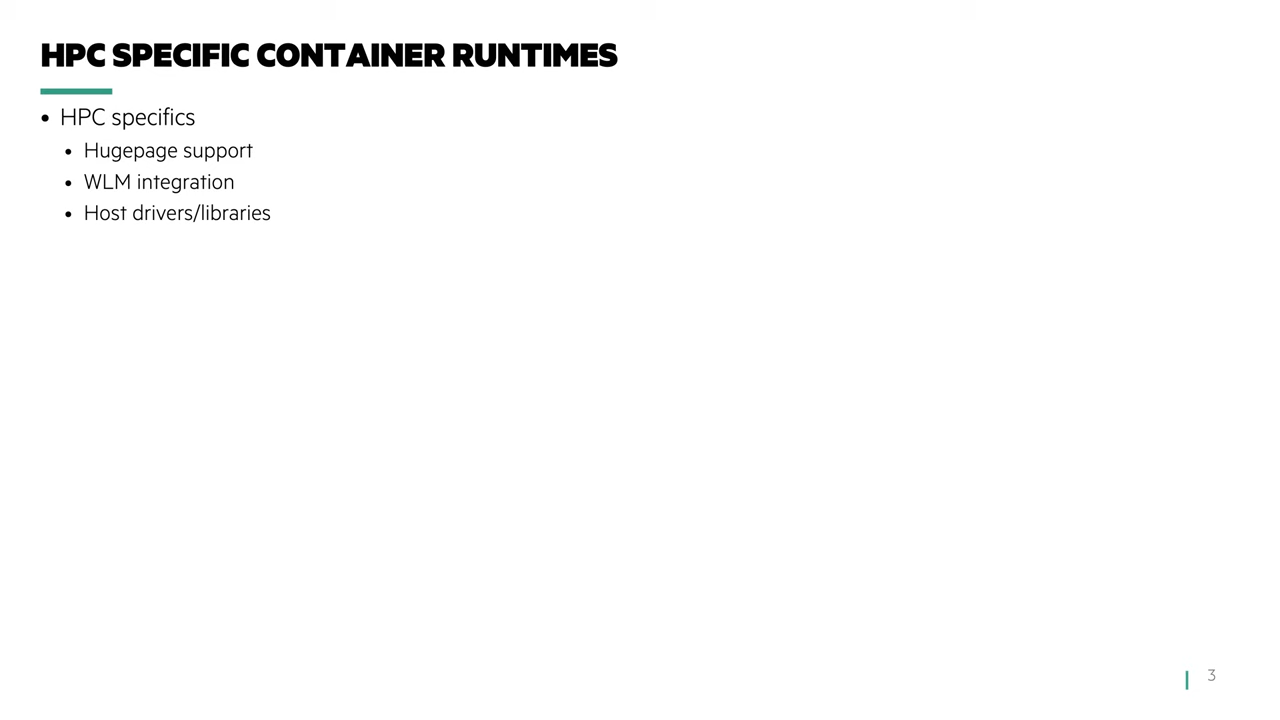 HPC SPECIFIC CONTAINER RUNTIMES
• HPC specifics
• Hugepage support
• WLM integration
• Host drivers/libraries
3